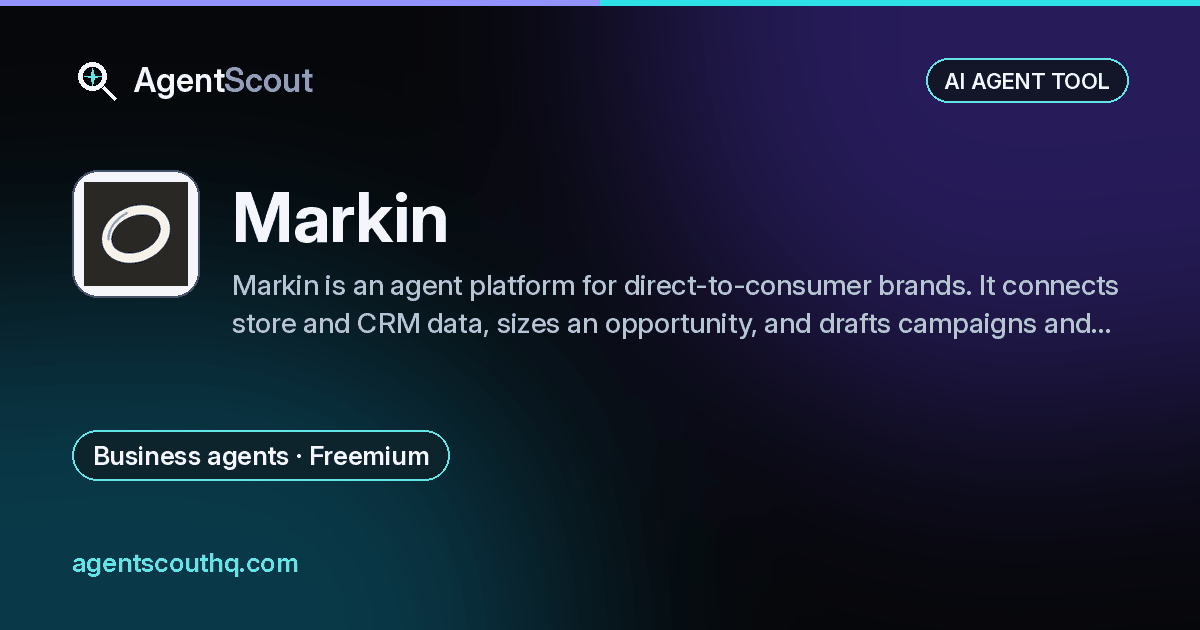 AgentScout
AI AGENT TOOL
Markin
Markin is an agent platform for direct-to-consumer brands. It connects
store and CRM data, sizes an opportunity, and drafts campaigns and...
Business agents · Freemium
agentscouthq.com